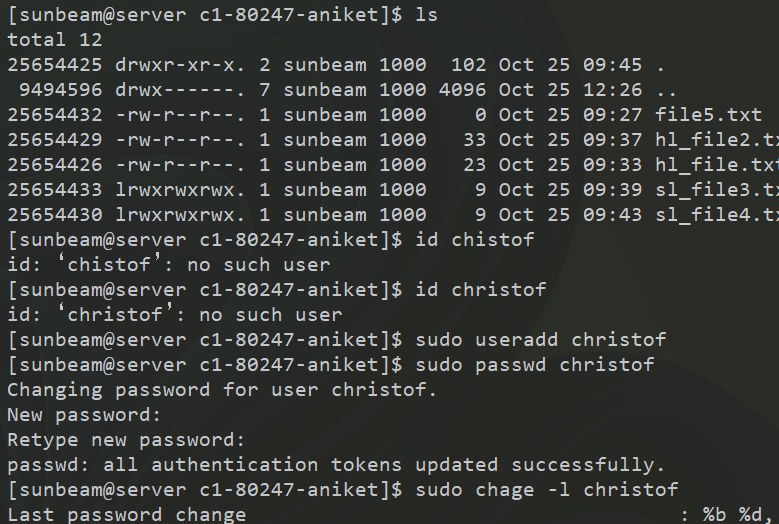 [sunbeam@server c1-80247-aniket]$ ls
total 12
25654425 drwxr-xr-x. 2 sunbeam 1000  102 Oct 25 09:45 .
 9494596 drwx------. 7 sunbeam 1000 4096 Oct 25 12:26 ..
25654432 -rw-r--r--. 1 sunbeam 1000    0 Oct 25 09:27 file5.txt
25654429 -rw-r--r--. 1 sunbeam 1000   33 Oct 25 09:37 hl_file2.tx
25654426 -rw-r--r--. 1 sunbeam 1000   23 Oct 25 09:33 hl_file.txt
25654433 lrwxrwxrwx. 1 sunbeam 1000    9 Oct 25 09:39 sl_file3.t
25654430 lrwxrwxrwx. 1 sunbeam 1000    9 Oct 25 09:43 sl_file4.t
[sunbeam@server c1-80247-aniket]$ id chistof
id: ‘chistof’: no such user
[sunbeam@server c1-80247-aniket]$ id christof
id: ‘christof’: no such user
[sunbeam@server c1-80247-aniket]$ sudo useradd christof
[sunbeam@server c1-80247-aniket]$ sudo passwd christof
Changing password for user christof.
New password:
Retype new password:
passwd: all authentication tokens updated successfully.
[sunbeam@server c1-80247-aniket]$ sudo chage -l christof
Last password change                                    : %b %d,